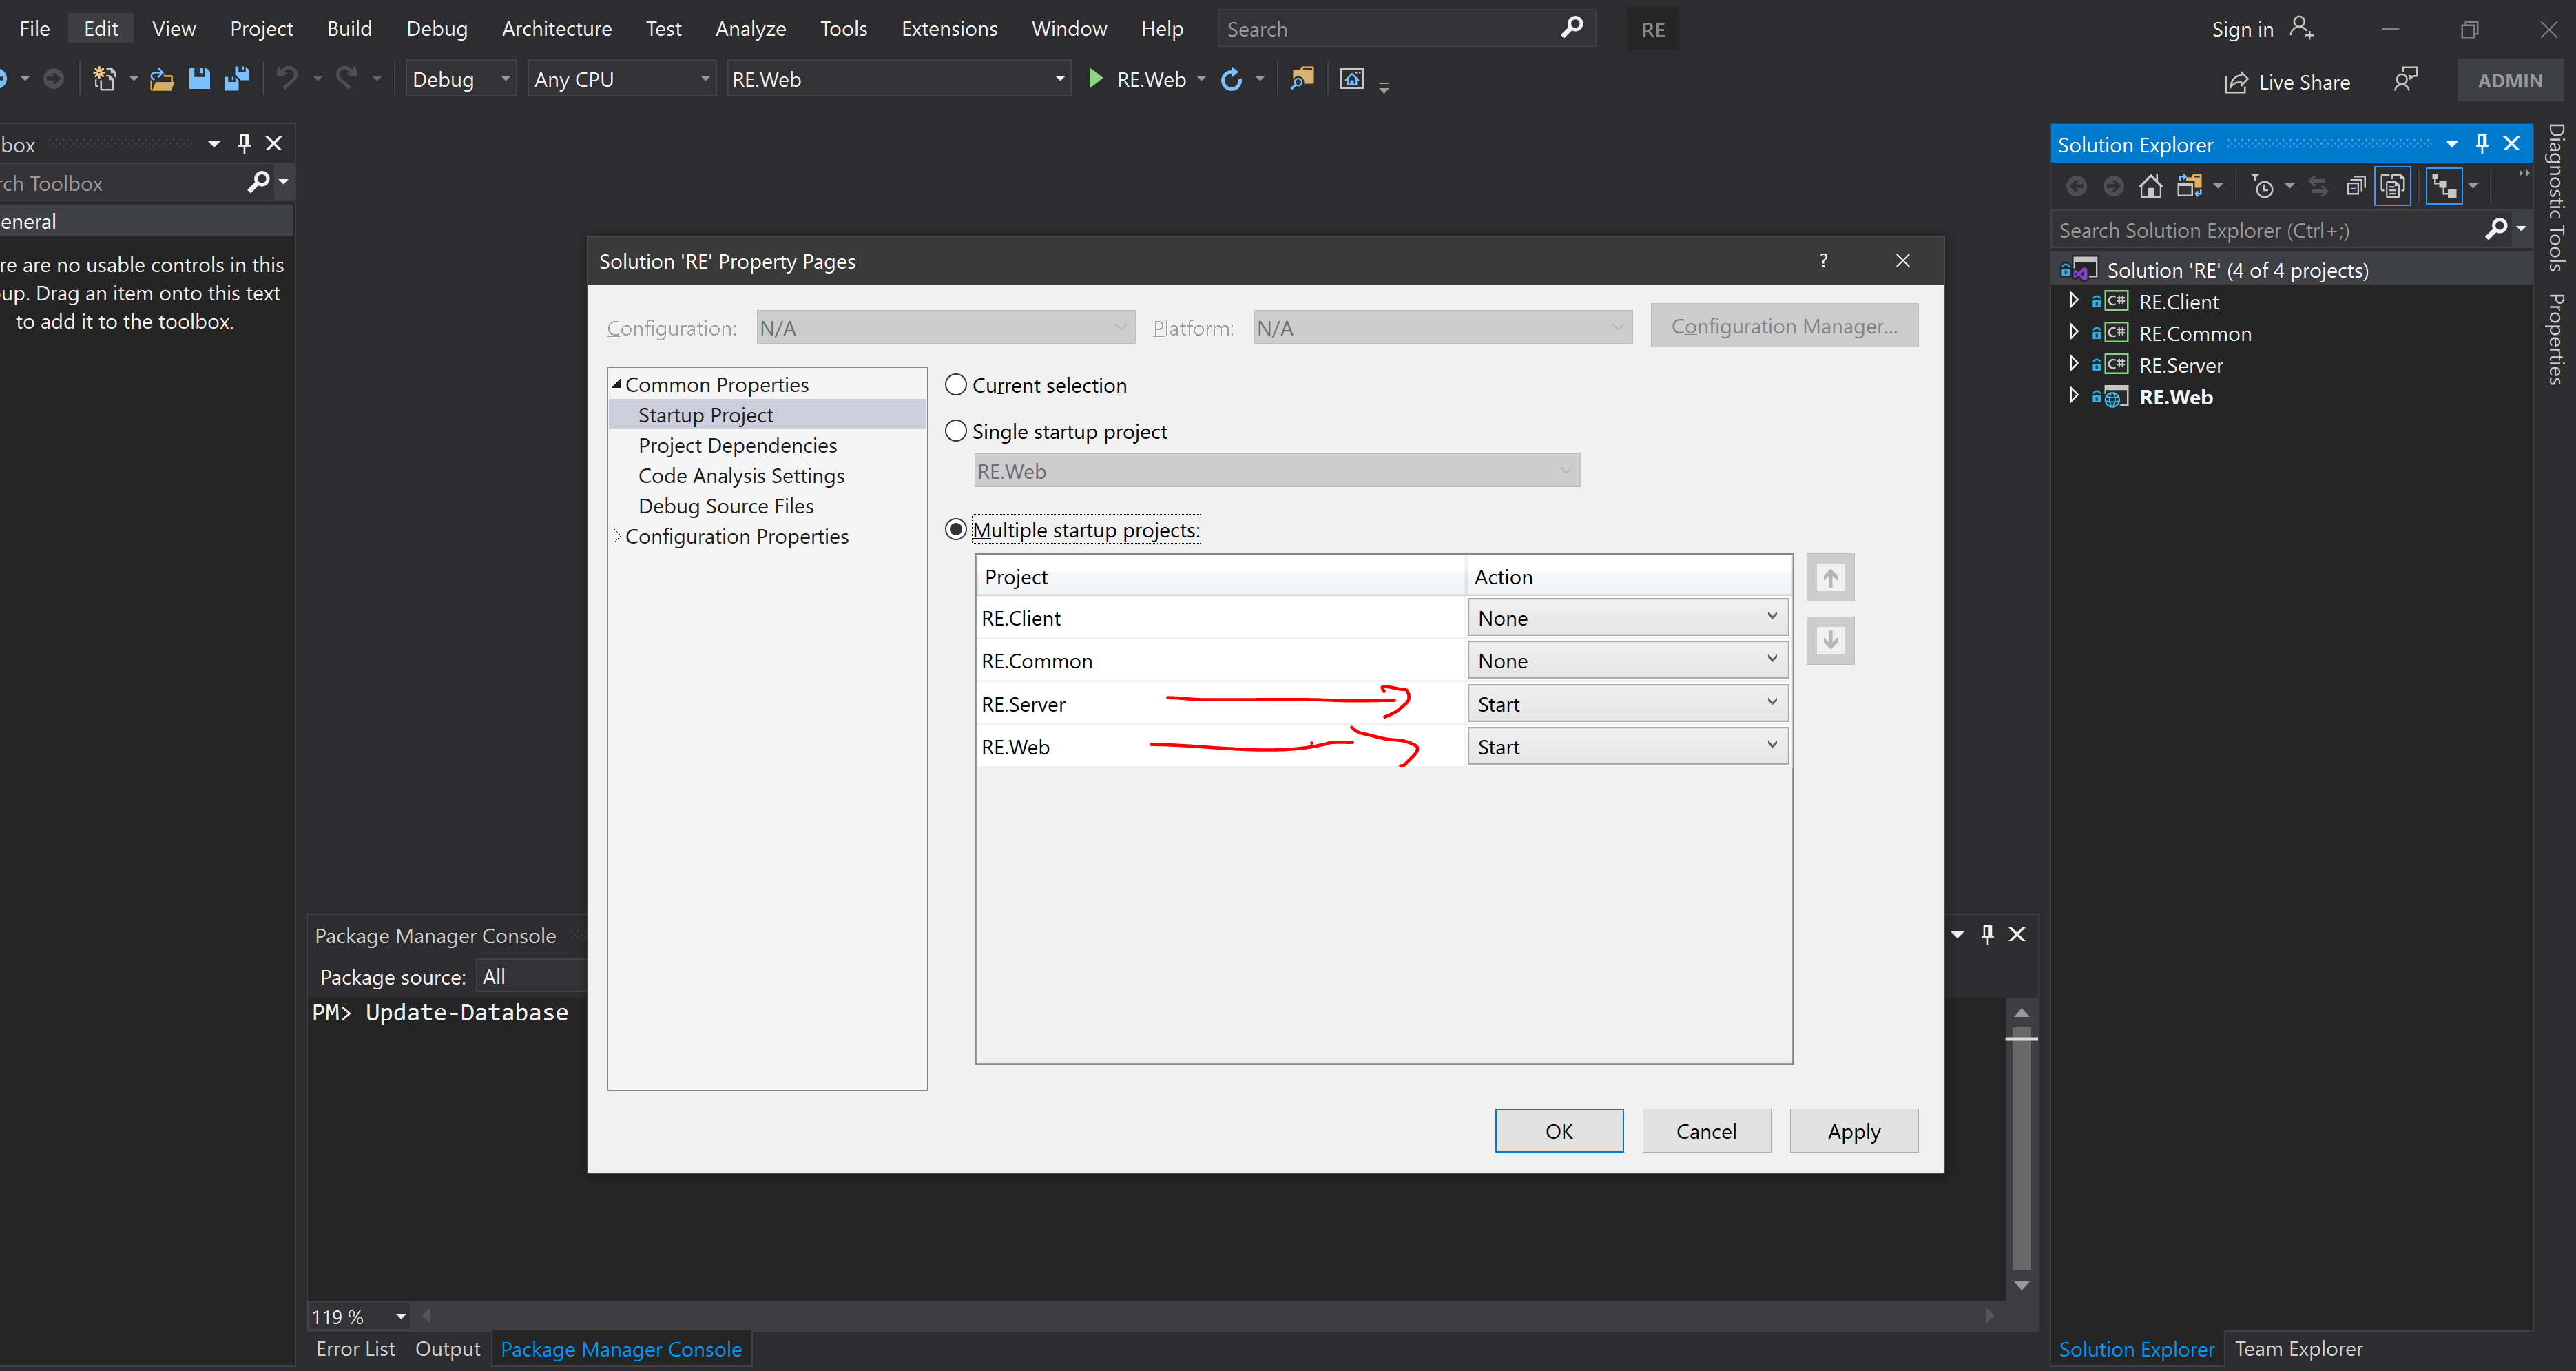 File Edit View Project Build Debug Architecture Test Analyze Tools Extensions Window Help Search RE Sign in
Debug Any CPU RE.Web RE.Web Live Share ADMIN
box
rch Toolbox
eneral
re are no usable controls in this
up. Drag an item onto this text
to add it to the toolbox.
Solution 'RE' Property Pages ?
Configuration: N/A Platform: N/A Configuration Manager...
Common Properties
Startup Project
Project Dependencies
Code Analysis Settings
Debug Source Files
Configuration Properties
Current selection
Single startup project
RE.Web
Multiple startup projects:
Project Action
RE.Client None
RE.Common None
RE.Server Start
RE.Web Start
OK Cancel Apply
Package Manager Console
Package source: All
PM> Update-Database
119 %
Error List Output Package Manager Console
Solution Explorer
Search Solution Explorer (Ctrl+;)
Solution 'RE' (4 of 4 projects)
C# RE.Client
C# RE.Common
C# RE.Server
RE.Web
Solution Explorer Team Explorer
Diagnostic Tools
Properties